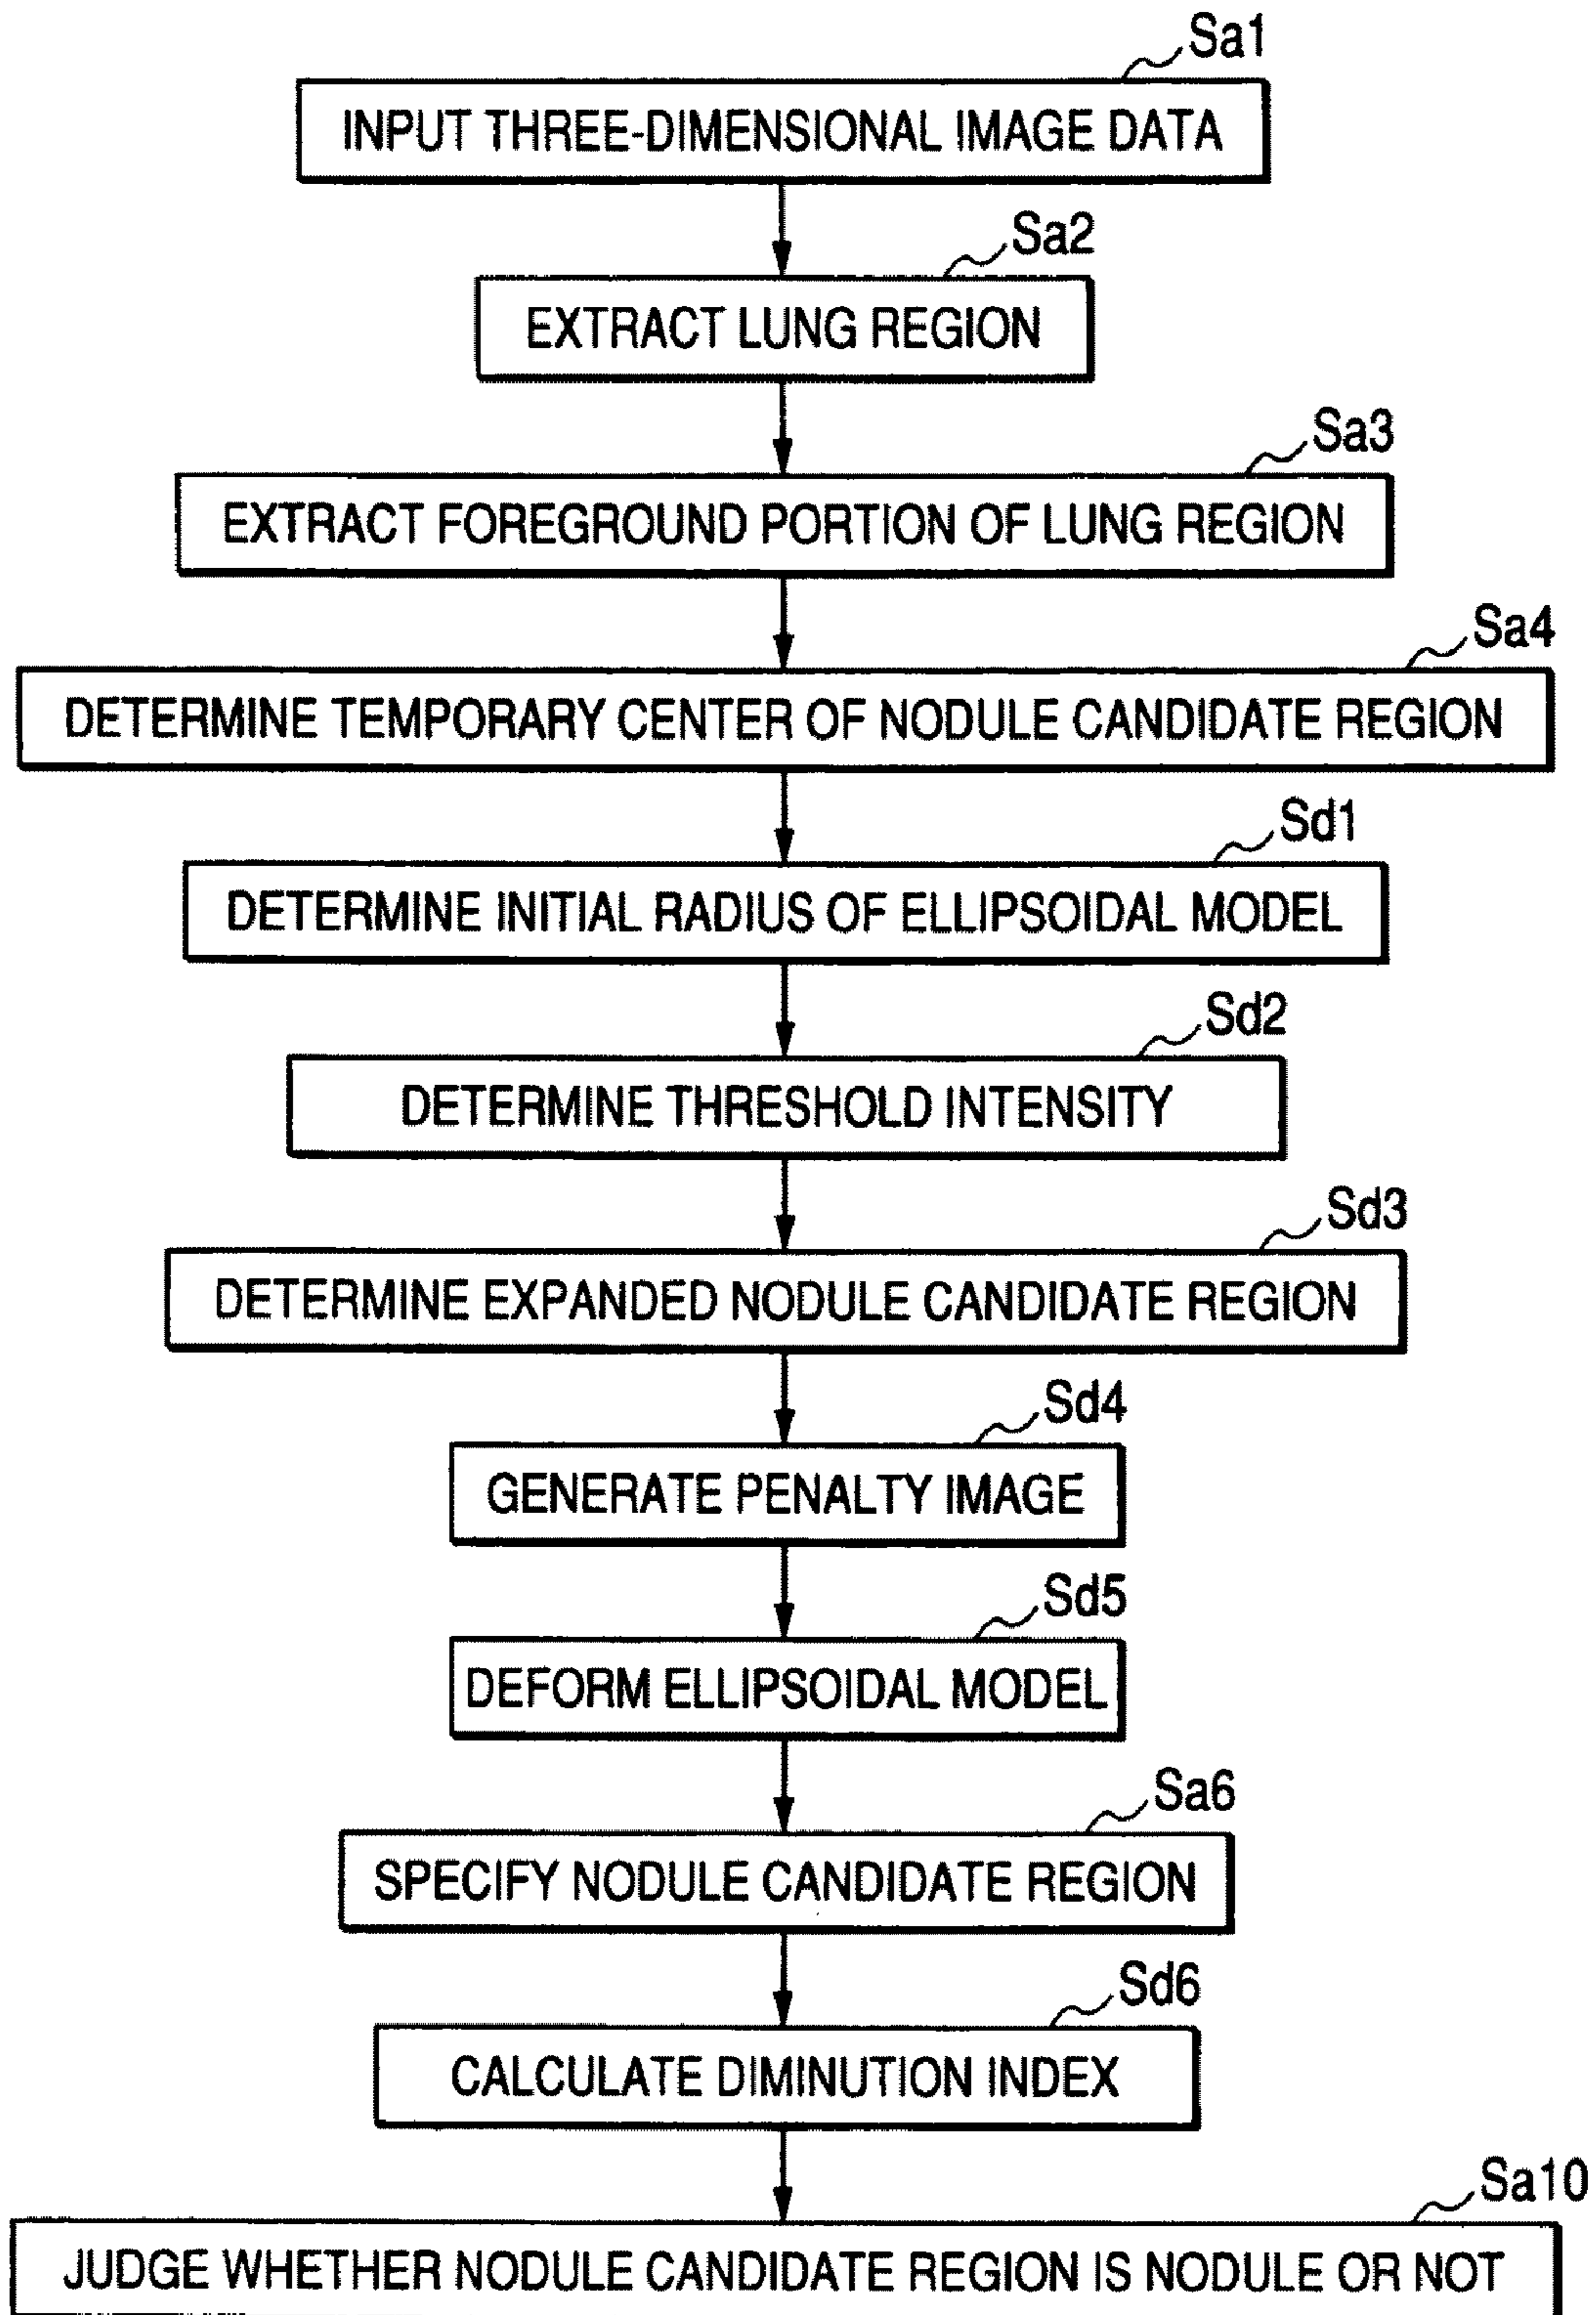 Sa1
INPUT THREE-DIMENSIONAL IMAGE DATA
Sa2
EXTRACT LUNG REGION
Sa3
EXTRACT FOREGROUND PORTION OF LUNG REGION
Sa4
DETERMINE TEMPORARY CENTER OF NODULE CANDIDATE REGION
Sd1
DETERMINE INITIAL RADIUS OF ELLIPSOIDAL MODEL
Sd2
DETERMINE THRESHOLD INTENSITY
Sd3
DETERMINE EXPANDED NODULE CANDIDATE REGION
Sd4
GENERATE PENALTY IMAGE
Sd5
DEFORM ELLIPSOIDAL MODEL
Sa6
SPECIFY NODULE CANDIDATE REGION
Sd6
CALCULATE DIMINUTION INDEX
Sa10
JUDGE WHETHER NODULE CANDIDATE REGION IS NODULE OR NOT